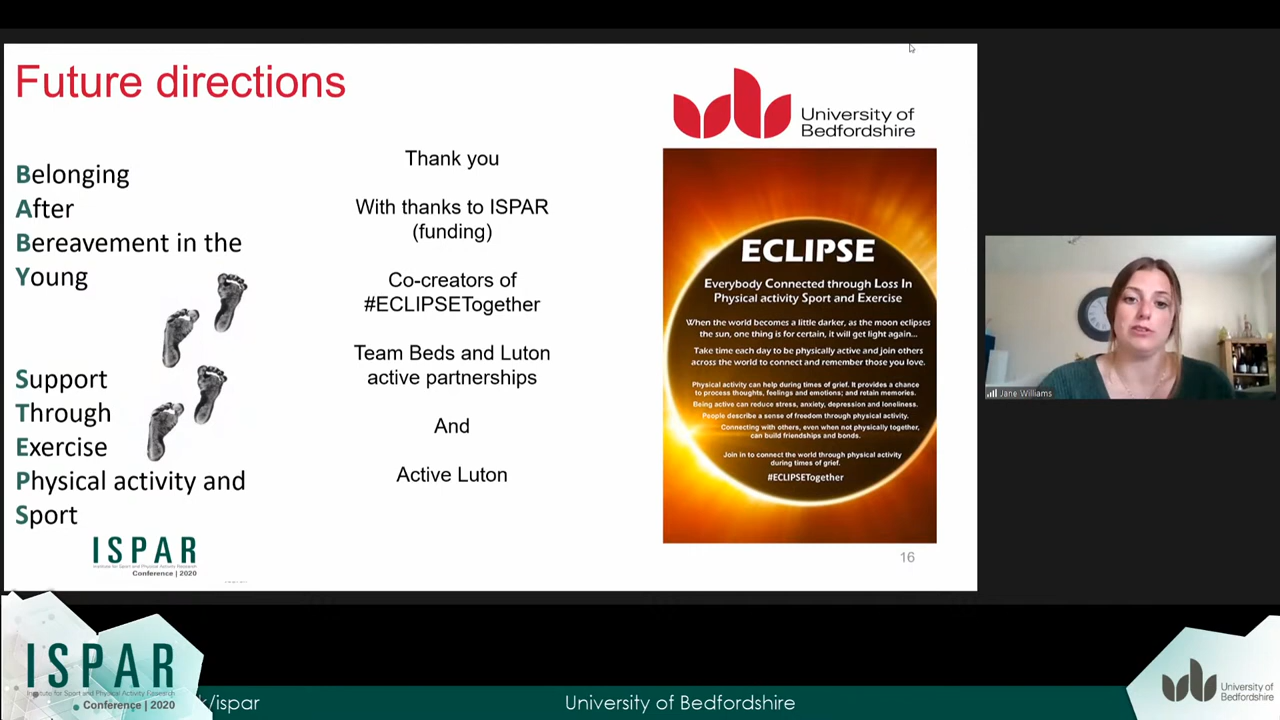 Future directions
Belonging
After
Bereavement in the
Young
Support
Through
Exercise
Physical activity and
Sport
ISPAR
Institute for Sport and Physical Activity Research
Conference | 2020
Thank you
With thanks to ISPAR
(funding)
Co-creators of
#ECLIPSETogether
Team Beds and Luton
active partnerships
And
Active Luton
University of
Bedfordshire
ECLIPSE
Everybody Connected through Loss In
Physical activity Sport and Exercise
When the world becomes a little darker, as the moon eclipses
the sun, one thing is for certain, it will get light again...
Take time each day to be physically active and join others
across the world to connect and remember those you love.
Physical activity can help during times of grief. It provides a chance
to process thoughts, feelings and emotions; and retain memories.
Being active can reduce stress, anxiety, depression and loneliness.
People describe a sense of freedom through physical activity.
Connecting with others, even when not physically together,
can build friendships and bonds.
Join in to connect the world through physical activity
during times of grief.
#ECLIPSETogether
16
Jane Williams
ISPAR
Institute for Sport and Physical Activity Research
Conference | 2020
k/ispar
University of Bedfordshire
University of
Bedfordshire